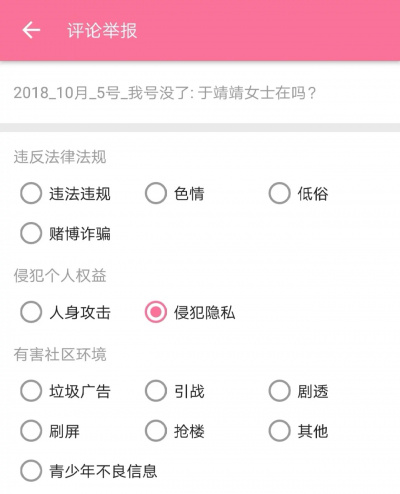 评论举报
2018_10月_5号_我号没了: 于靖靖女士在吗?
违反法律法规
违法违规 色情 低俗
赌博诈骗
侵犯个人权益
人身攻击 侵犯隐私
有害社区环境
垃圾广告 引战 剧透
刷屏 抢楼 其他
青少年不良信息